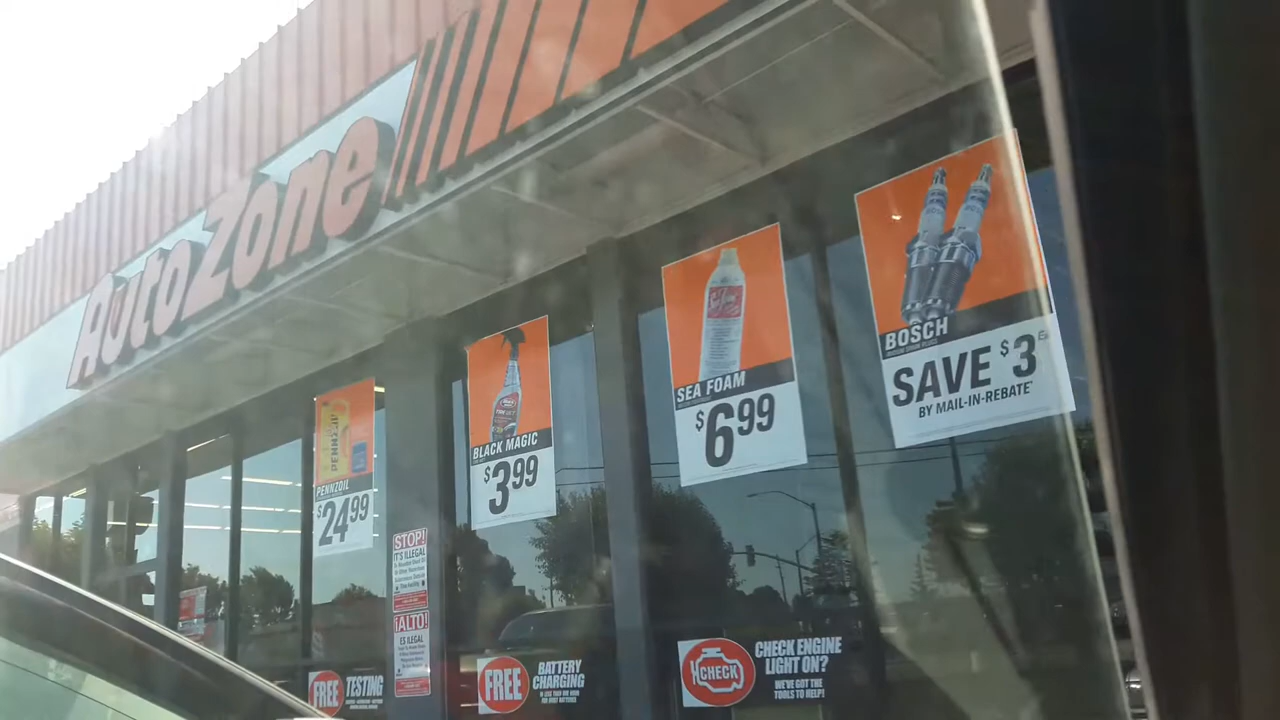 AutoZone
PENNZOIL
PENNZOIL
$24.99
BLACK MAGIC
$3.99
SEA FOAM
$6.99
BOSCH
SAVE $3
BY MAIL-IN-REBATE*
STOP!
IT'S ILLEGAL
¡ALTO!
ES ILEGAL
FREE
TESTING
FREE
BATTERY
CHARGING
CHECK
CHECK ENGINE
LIGHT ON?
WE'VE GOT THE
TOOLS TO HELP!